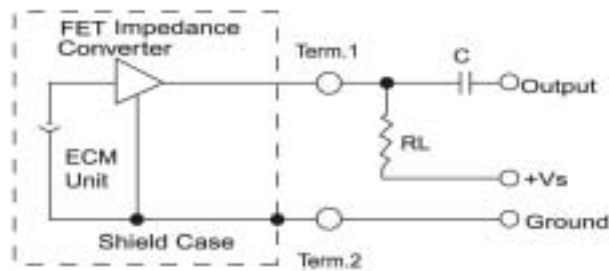 FET Impedance
Converter
Term.1
C
Output
RL
ECM
Unit
+Vs
Ground
Shield Case
Term.2